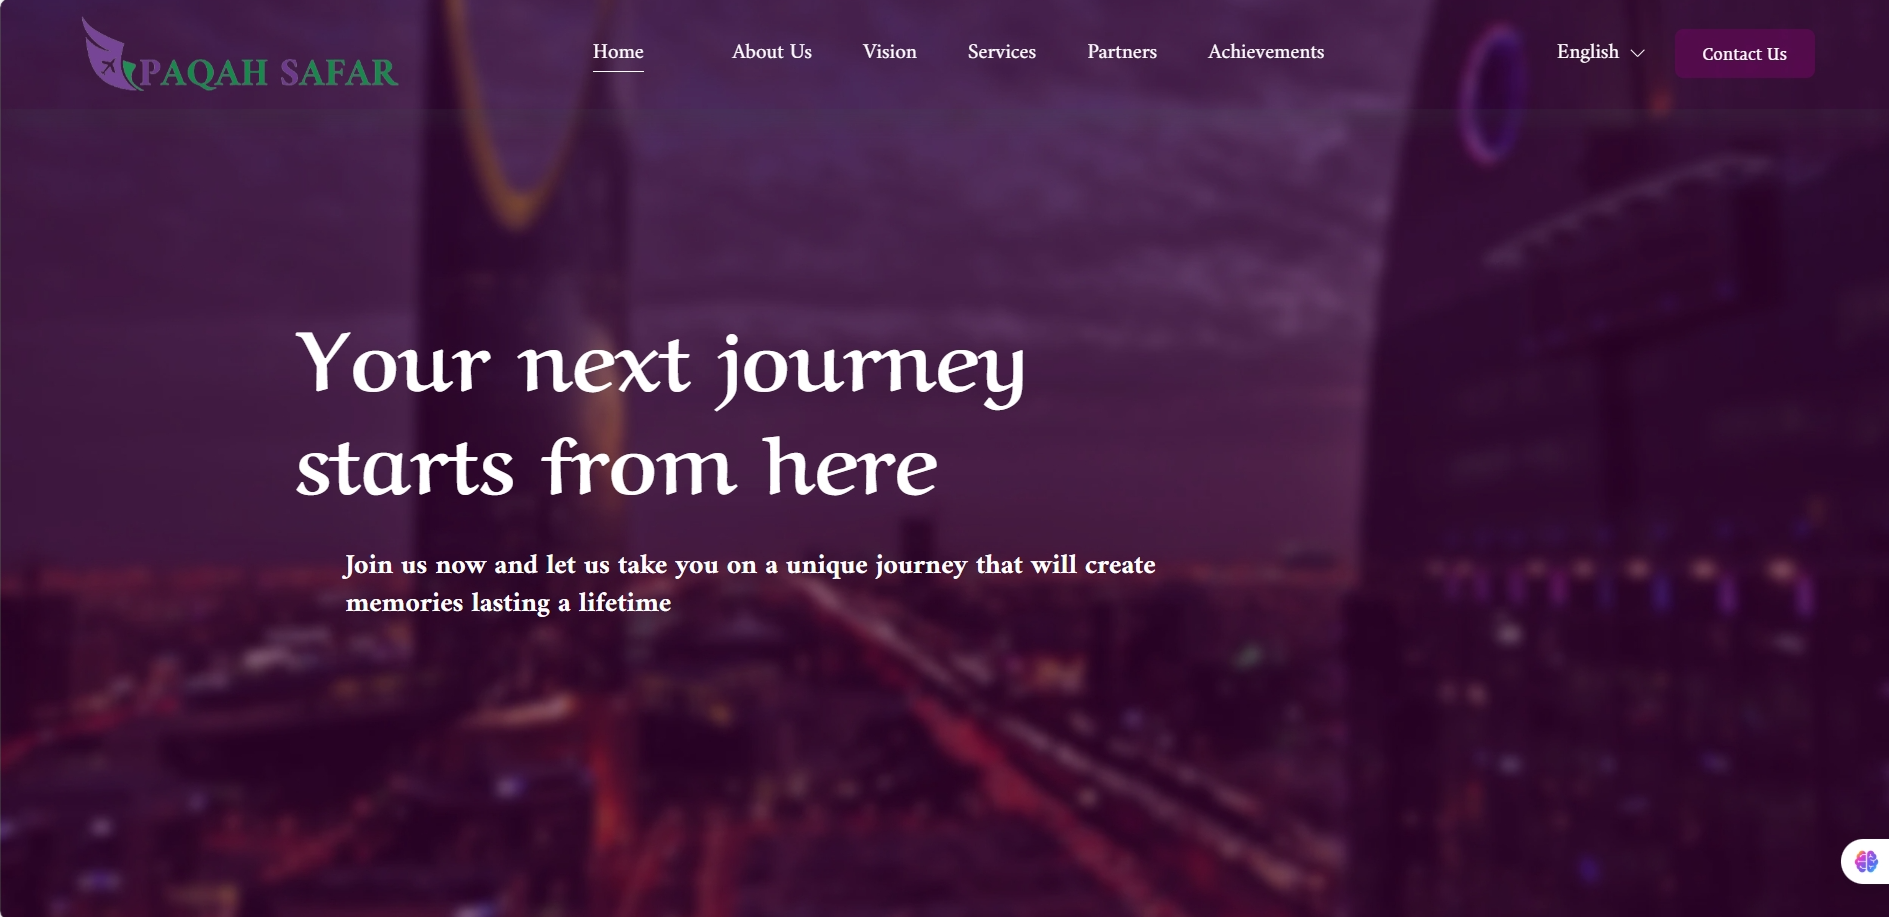 PAQAH SAFAR
Home
About Us
Vision
Services
Partners
Achievements
English
Contact Us
Your next journey
starts from here
Join us now and let us take you on a unique journey that will create
memories lasting a lifetime